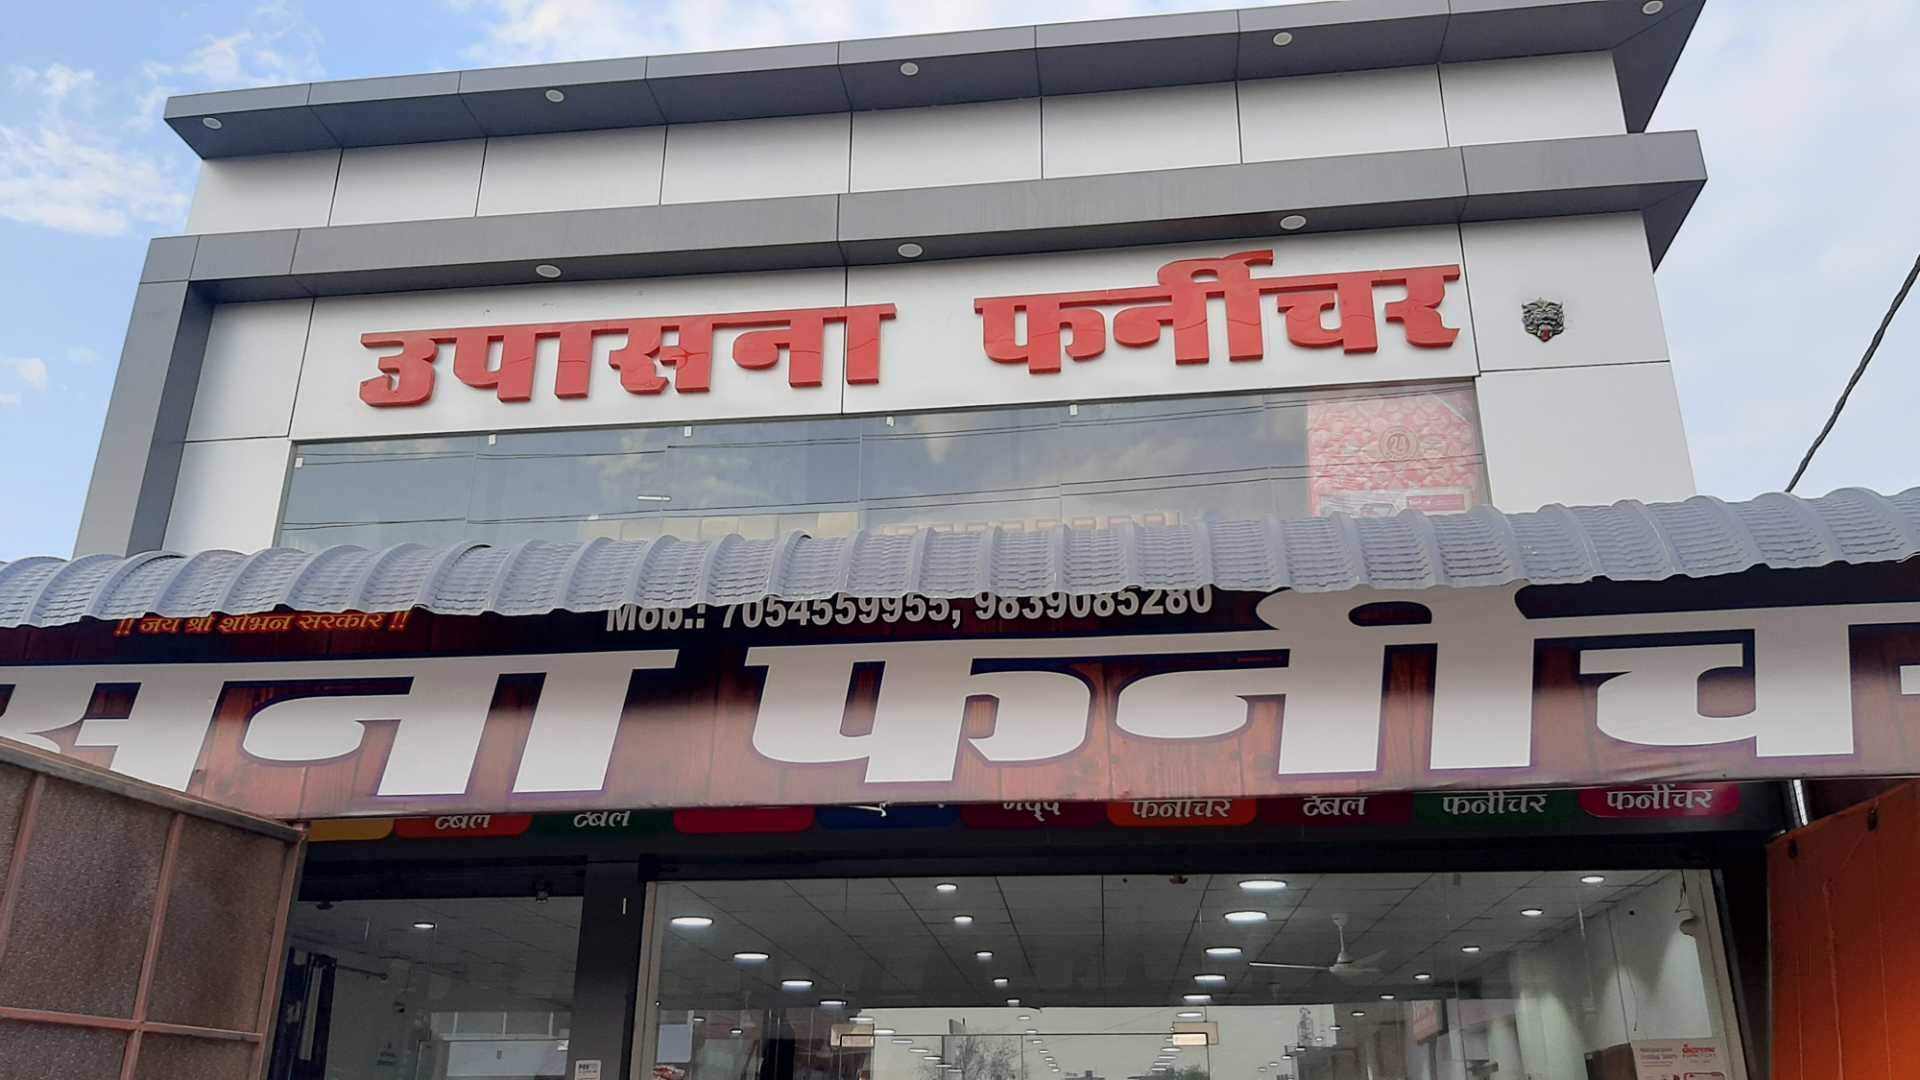 उपासना फर्नीचर
!! जय श्री शोभन सरकार !!
Mob.: 7054559955, 9839085280
सना फर्नीच
टेबल टेबल गद्दे फर्नीचर टेबल फर्नीचर फर्नीचर